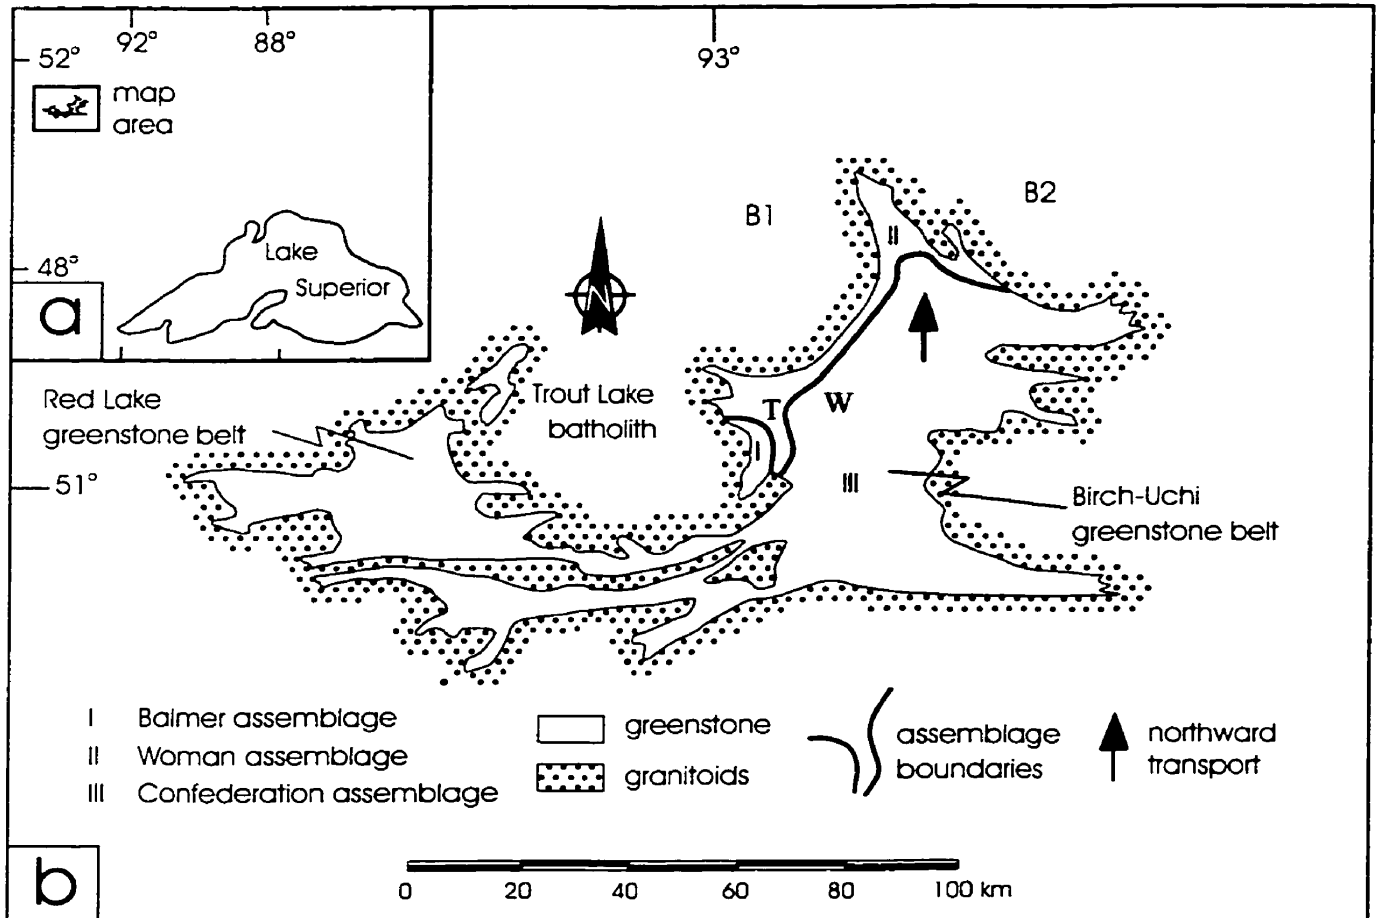 92°
88°
52°
map
area
Lake
Superior
48°
a
93°
B1
B2
II
N
Red Lake
greenstone belt
Trout Lake
batholith
T
W
I
III
51°
Birch-Uchi
greenstone belt
I Balmer assemblage
II Woman assemblage
III Confederation assemblage
greenstone
granitoids
assemblage
boundaries
northward
transport
b
0 20 40 60 80 100 km